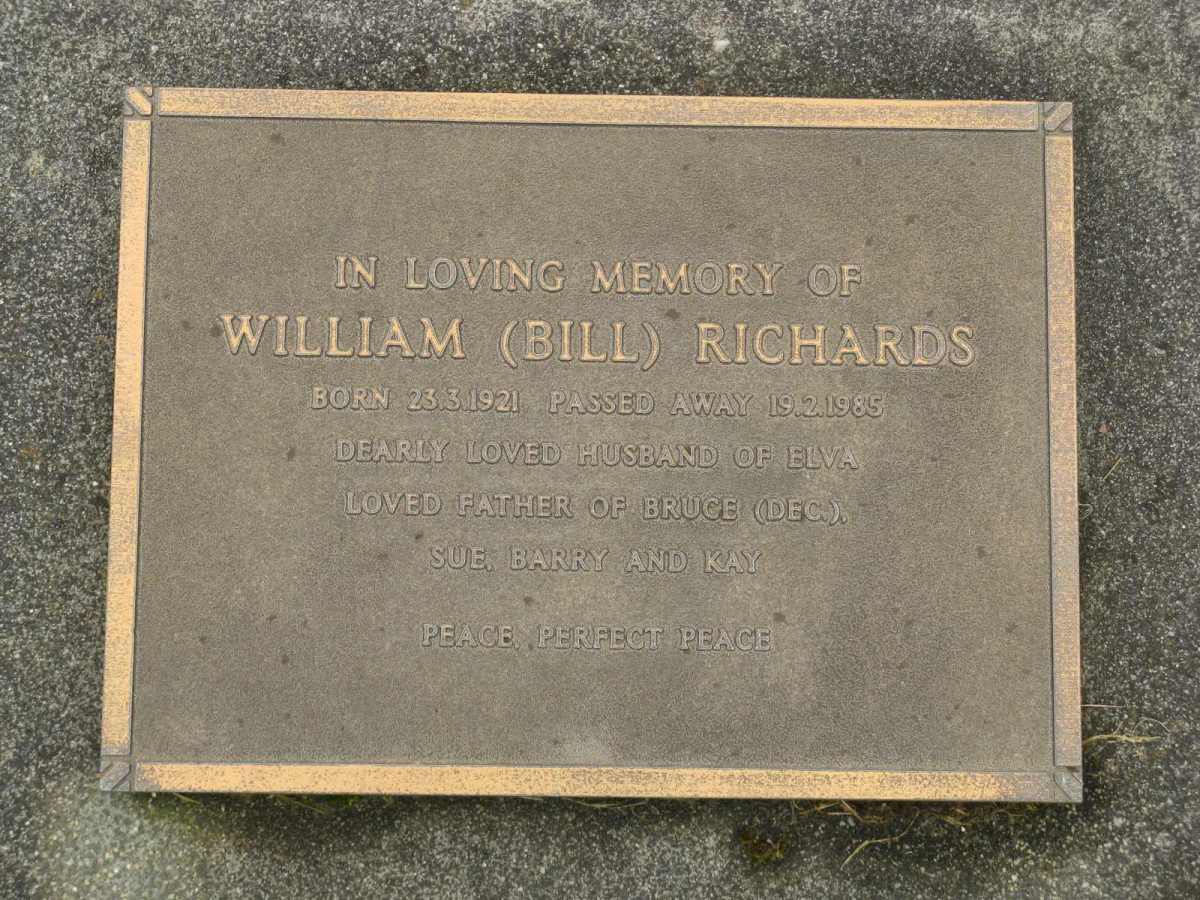 IN LOVING MEMORY OF
WILLIAM (BILL) RICHARDS
BORN 23.3.1921 PASSED AWAY 19.2.1985
DEARLY LOVED HUSBAND OF ELVA
LOVED FATHER OF BRUCE (DEC.),
SUE, BARRY AND KAY
PEACE, PERFECT PEACE